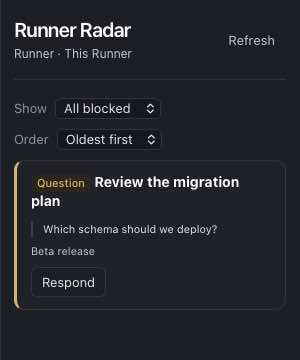 Runner Radar
Refresh
Runner · This Runner
Show All blocked
Order Oldest first
Question Review the migration
plan
Which schema should we deploy?
Beta release
Respond